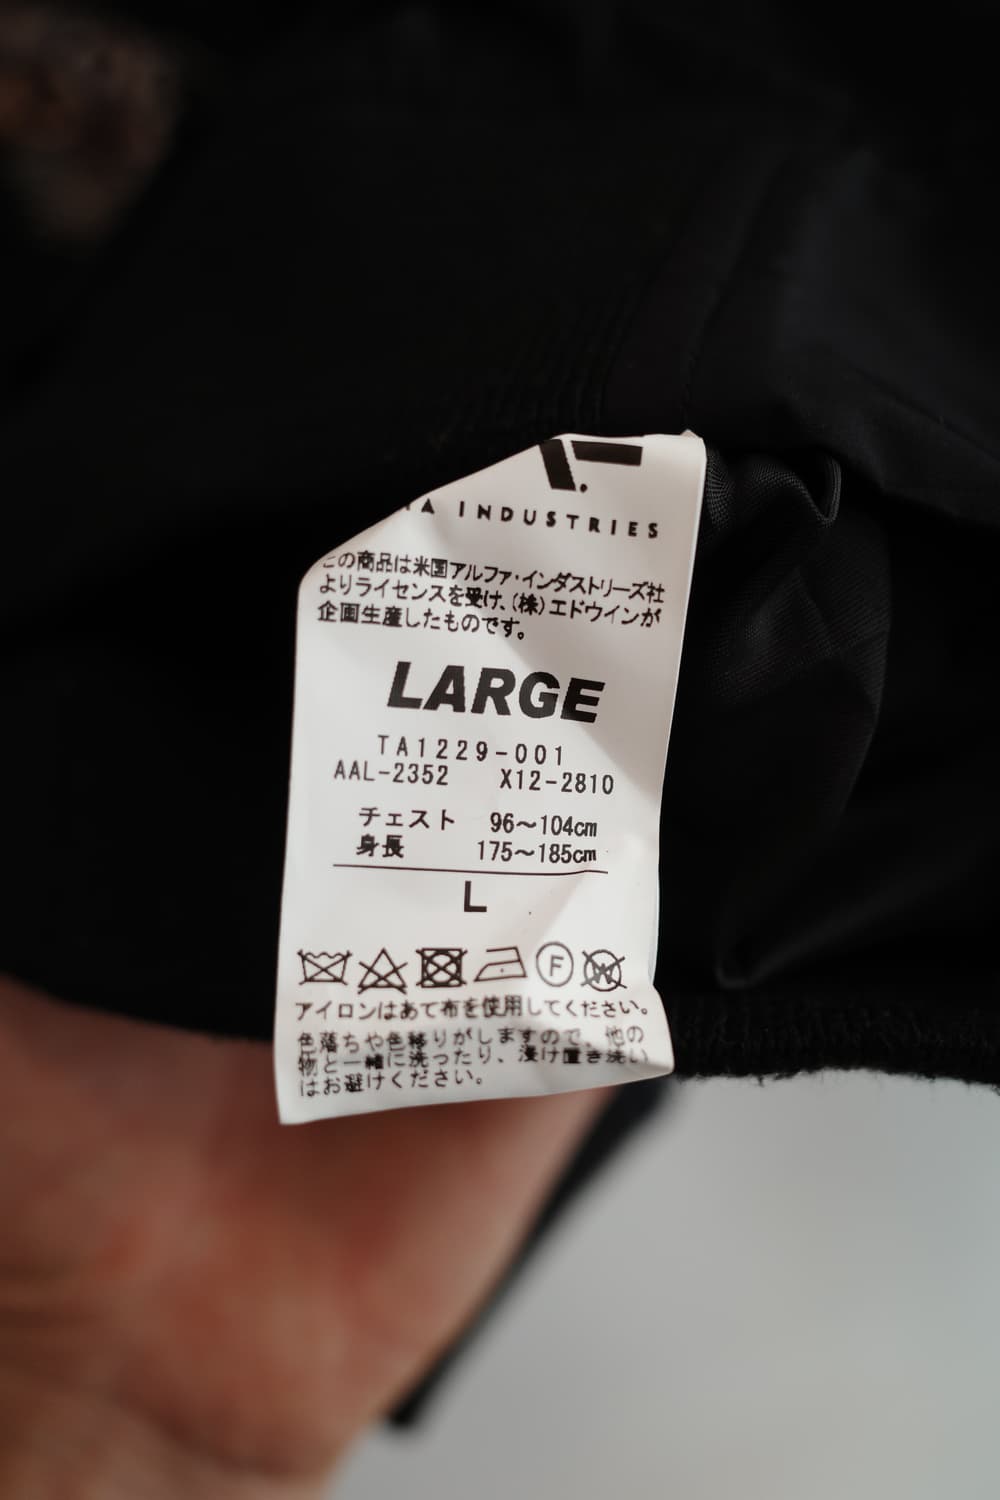 INDUSTRIES
この商品は米国アルファ・インダストリーズ社
よりライセンスを受け、(株)エドウインが
企画生産したものです。
LARGE
TA1229-001
AAL-2352 X12-2810
チェスト 96～104cm
身長 175～185cm
L
F
W
アイロンはあて布を使用してください。
色落ちや色移りがしますので、他の
物と一緒に洗ったり、浸け置き洗い
はお避けください。